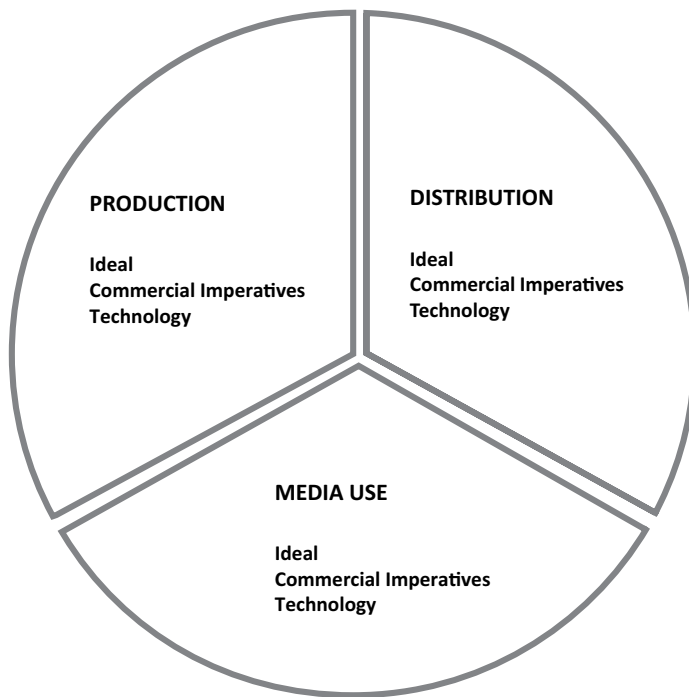 PRODUCTION
Ideal
Commercial Imperatives
Technology
DISTRIBUTION
Ideal
Commercial Imperatives
Technology
MEDIA USE
Ideal
Commercial Imperatives
Technology